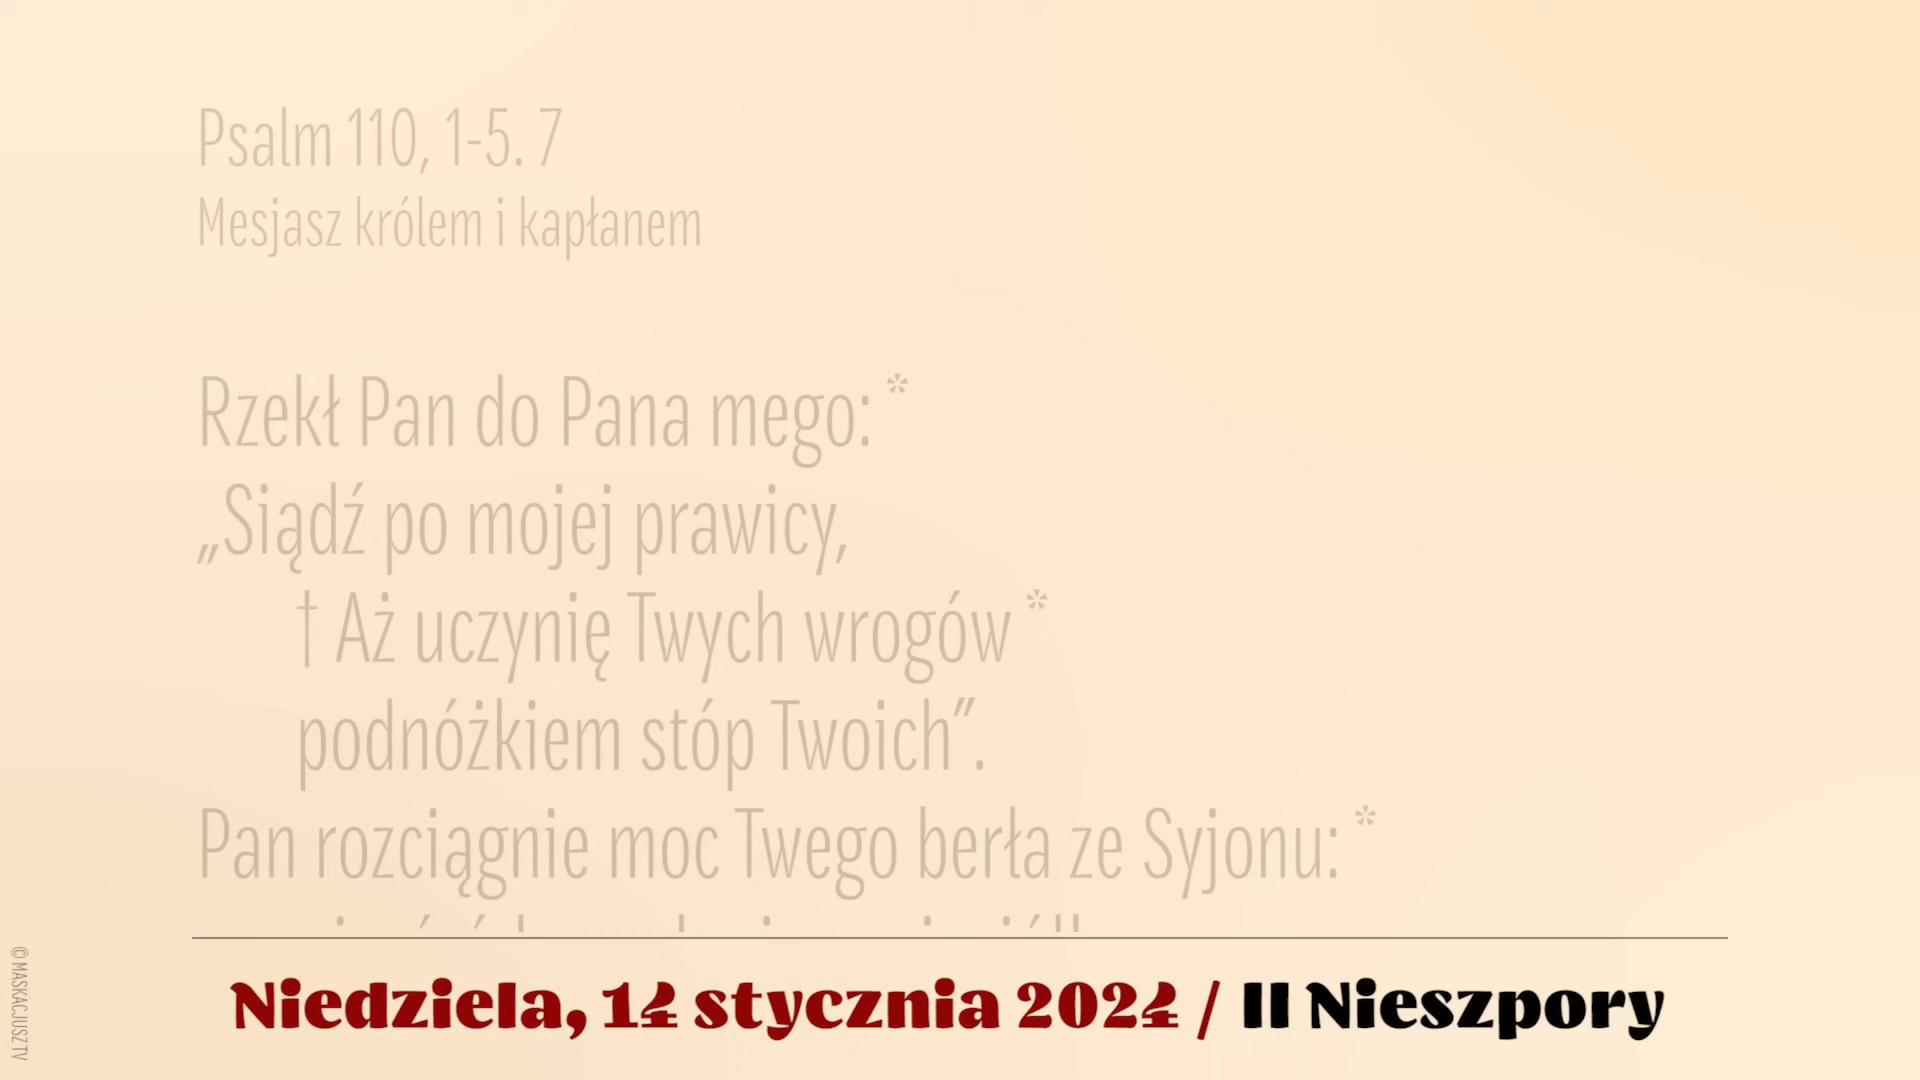 Psalm 110, 1-5. 7
Mesjasz królem i kapłanem
Rzekł Pan do Pana mego: *
„Siądź po mojej prawicy,
† Aż uczynię Twych wrogów *
podnóżkiem stóp Twoich”.
Pan rozciągnie moc Twego berła ze Syjonu: *
Niedziela, 14 stycznia 2024 / II Nieszpory
© MASKACJUSZ TV